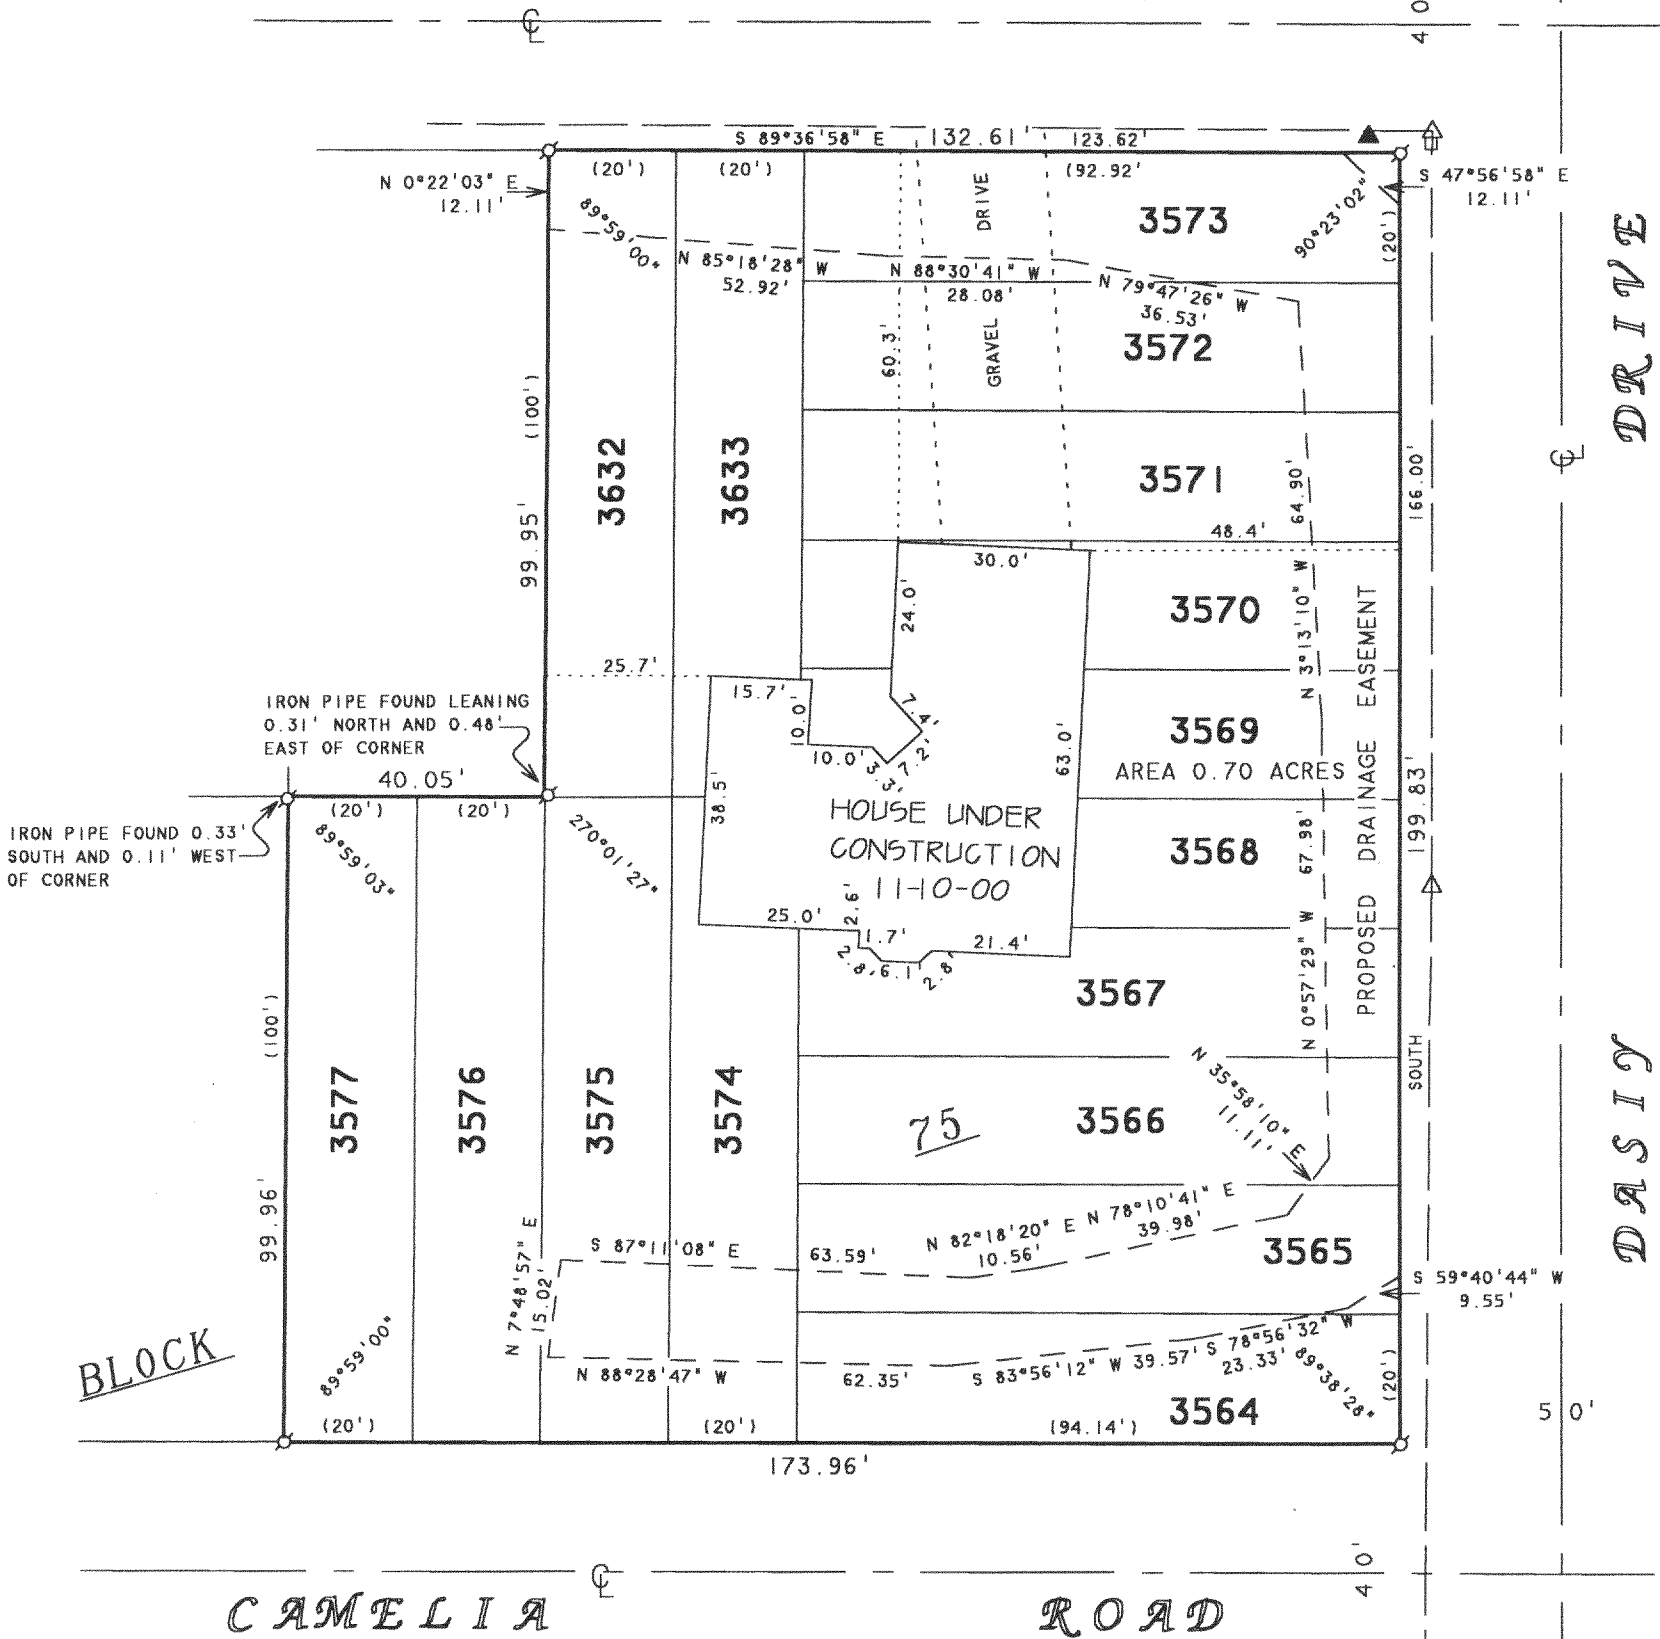 40
S 89°36'58" E 132.61' 123.62'
(20') (20') (92.92'
N 0°22'03" E
12.11'
S 47°56'58" E
12.11'
89°59'00"
90°23'02"
(20')
DRIVE
3573
N 85°18'28" W
52.92'
N 88°30'41" W
28.08'
N 79°47'26" W
36.53'
GRAVEL
3572
60.3'
(100')
99.95'
3632
3633
3571
64.90'
48.4'
166.00'
30.0'
24.0'
3570
N 3°13'10" W
25.7'
15.7'
10.0'
10.0'
3.3'
7.2'
7.4'
63.0'
38.5'
3569
AREA 0.70 ACRES
PROPOSED DRAINAGE EASEMENT
199.83'
IRON PIPE FOUND LEANING
0.31' NORTH AND 0.48'
EAST OF CORNER
40.05'
(20') (20')
IRON PIPE FOUND 0.33'
SOUTH AND 0.11' WEST
OF CORNER
89°59'03"
270°01'27"
HOUSE UNDER
CONSTRUCTION
11-10-00
3568
67.98'
N 0°57'29" W
25.0'
2.6'
1.7'
2.8'
6.1'
2.8'
21.4'
3567
SOUTH
(100')
99.96'
3577
3576
3575
3574
75
3566
N 35°58'10" E
11.11'
N 7°48'57" E
15.02'
S 87°11'08" E 63.59'
N 82°18'20" E
10.56'
N 78°10'41" E
39.98'
3565
S 59°40'44" W
9.55'
BLOCK
89°59'00"
N 88°28'47" W 62.35'
S 83°56'12" W 39.57'
S 78°56'32" W
23.33'
89°38'28"
(20')
(20') (20') (94.14')
3564
173.96'
50'
40'
CAMELIA ROAD
DASIY DRIVE